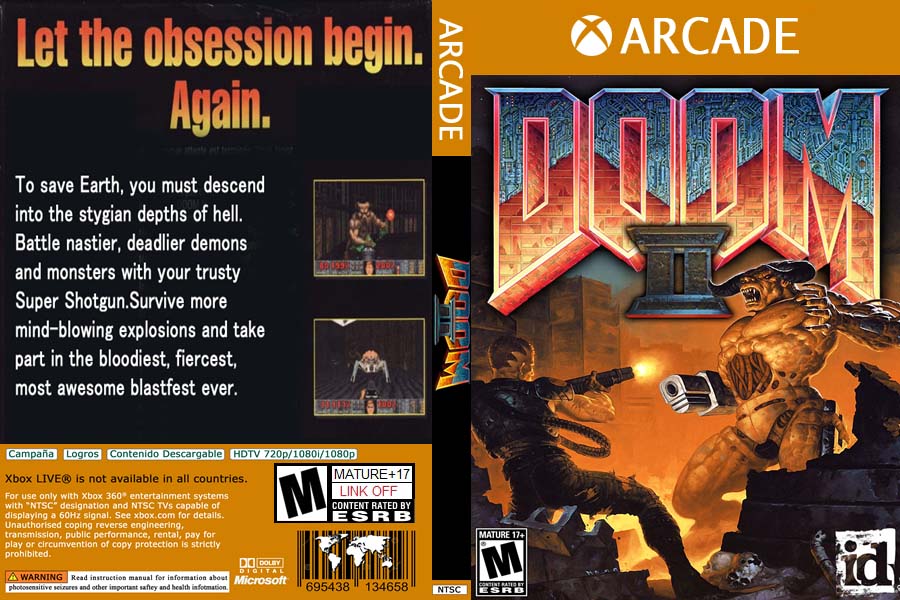 Let the obsession begin.
Again.
To save Earth, you must descend
into the stygian depths of hell.
Battle nastier, deadlier demons
and monsters with your trusty
Super Shotgun.Survive more
mind-blowing explosions and take
part in the bloodiest, fiercest,
most awesome blastfest ever.
Campaña Logros Contenido Descargable HDTV 720p/1080i/1080p
Xbox LIVE® is not available in all countries.
For use only with Xbox 360® entertainment systems
with “NTSC” designation and NTSC TVs capable of
displaying a 60Hz signal. See xbox.com for details.
Unauthorised coping reverse engineering,
transmission, public performance, rental, pay for
play or circumvention of copy protection is strictly
prohibited.
WARNING Read instruction manual for information about
photosensitive seizures and other important saftey and health infotmation.
M
MATURE+17
LINK OFF
CONTENT RATED BY
ESRB
DOLBY
DIGITAL
Microsoft
695438 134658
ARCADE
DOOM
II
NTSC
ARCADE
DOOM
II
MATURE 17+
M
CONTENT RATED BY
ESRB
id